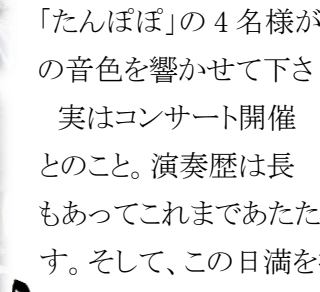 「たんぽぽ」の 4 名様が
の音色を響かせて下さ
実はコンサート開催
とのこと。演奏歴は長
もあってこれまであたた
す。そして、この日満を